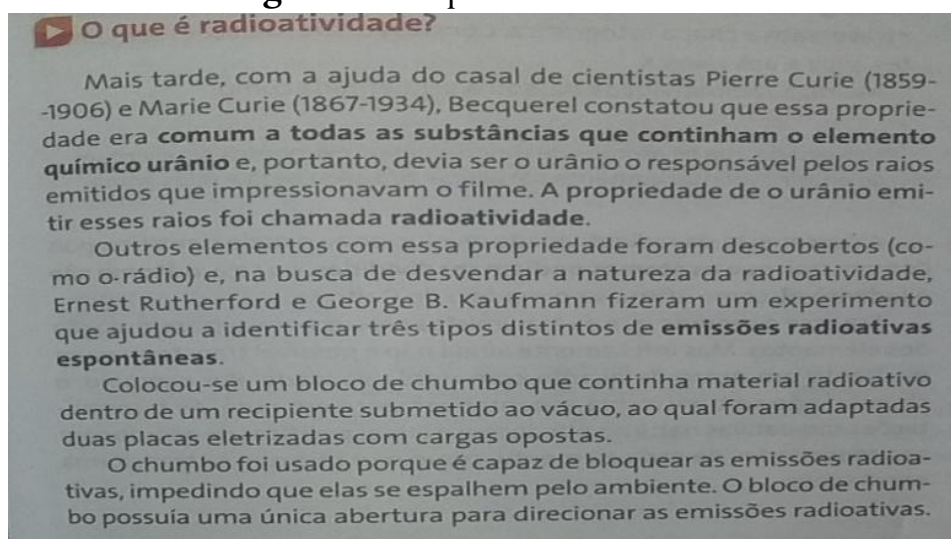 O que é radioatividade?
Mais tarde, com a ajuda do casal de cientistas Pierre Curie (1859-
-1906) e Marie Curie (1867-1934), Becquerel constatou que essa proprie-
dade era comum a todas as substâncias que continham o elemento
químico urânio e, portanto, devia ser o urânio o responsável pelos raios
emitidos que impressionavam o filme. A propriedade de o urânio emi-
tir esses raios foi chamada radioatividade.
Outros elementos com essa propriedade foram descobertos (co-
mo o rádio) e, na busca de desvendar a natureza da radioatividade,
Ernest Rutherford e George B. Kaufmann fizeram um experimento
que ajudou a identificar três tipos distintos de emissões radioativas
espontâneas.
Colocou-se um bloco de chumbo que continha material radioativo
dentro de um recipiente submetido ao vácuo, ao qual foram adaptadas
duas placas eletrizadas com cargas opostas.
O chumbo foi usado porque é capaz de bloquear as emissões radioa-
tivas, impedindo que elas se espalhem pelo ambiente. O bloco de chum-
bo possuía uma única abertura para direcionar as emissões radioativas.